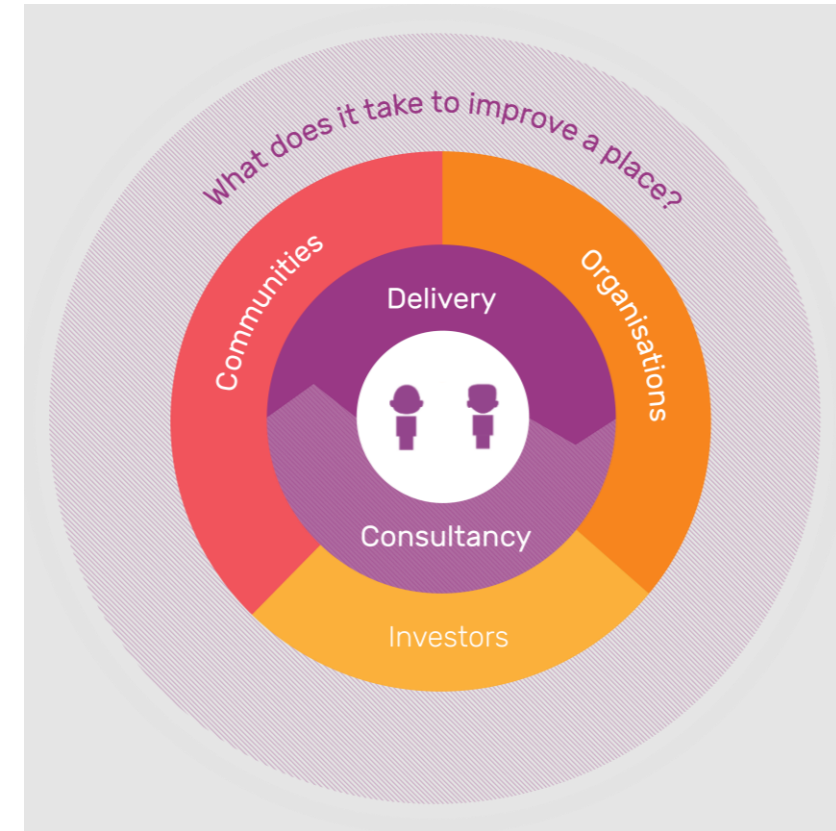 What does it take to improve a place?
Communities
Organisations
Delivery
Consultancy
Investors